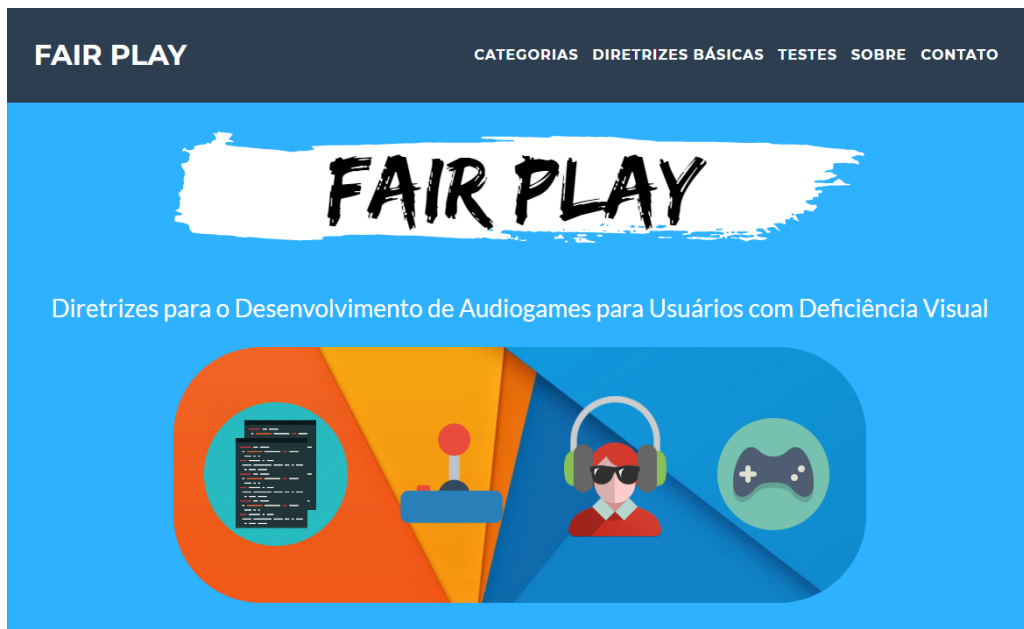 FAIR PLAY
CATEGORIAS DIRETRIZES BÁSICAS TESTES SOBRE CONTATO
FAIR PLAY
Diretrizes para o Desenvolvimento de Audiogames para Usuários com Deficiência Visual